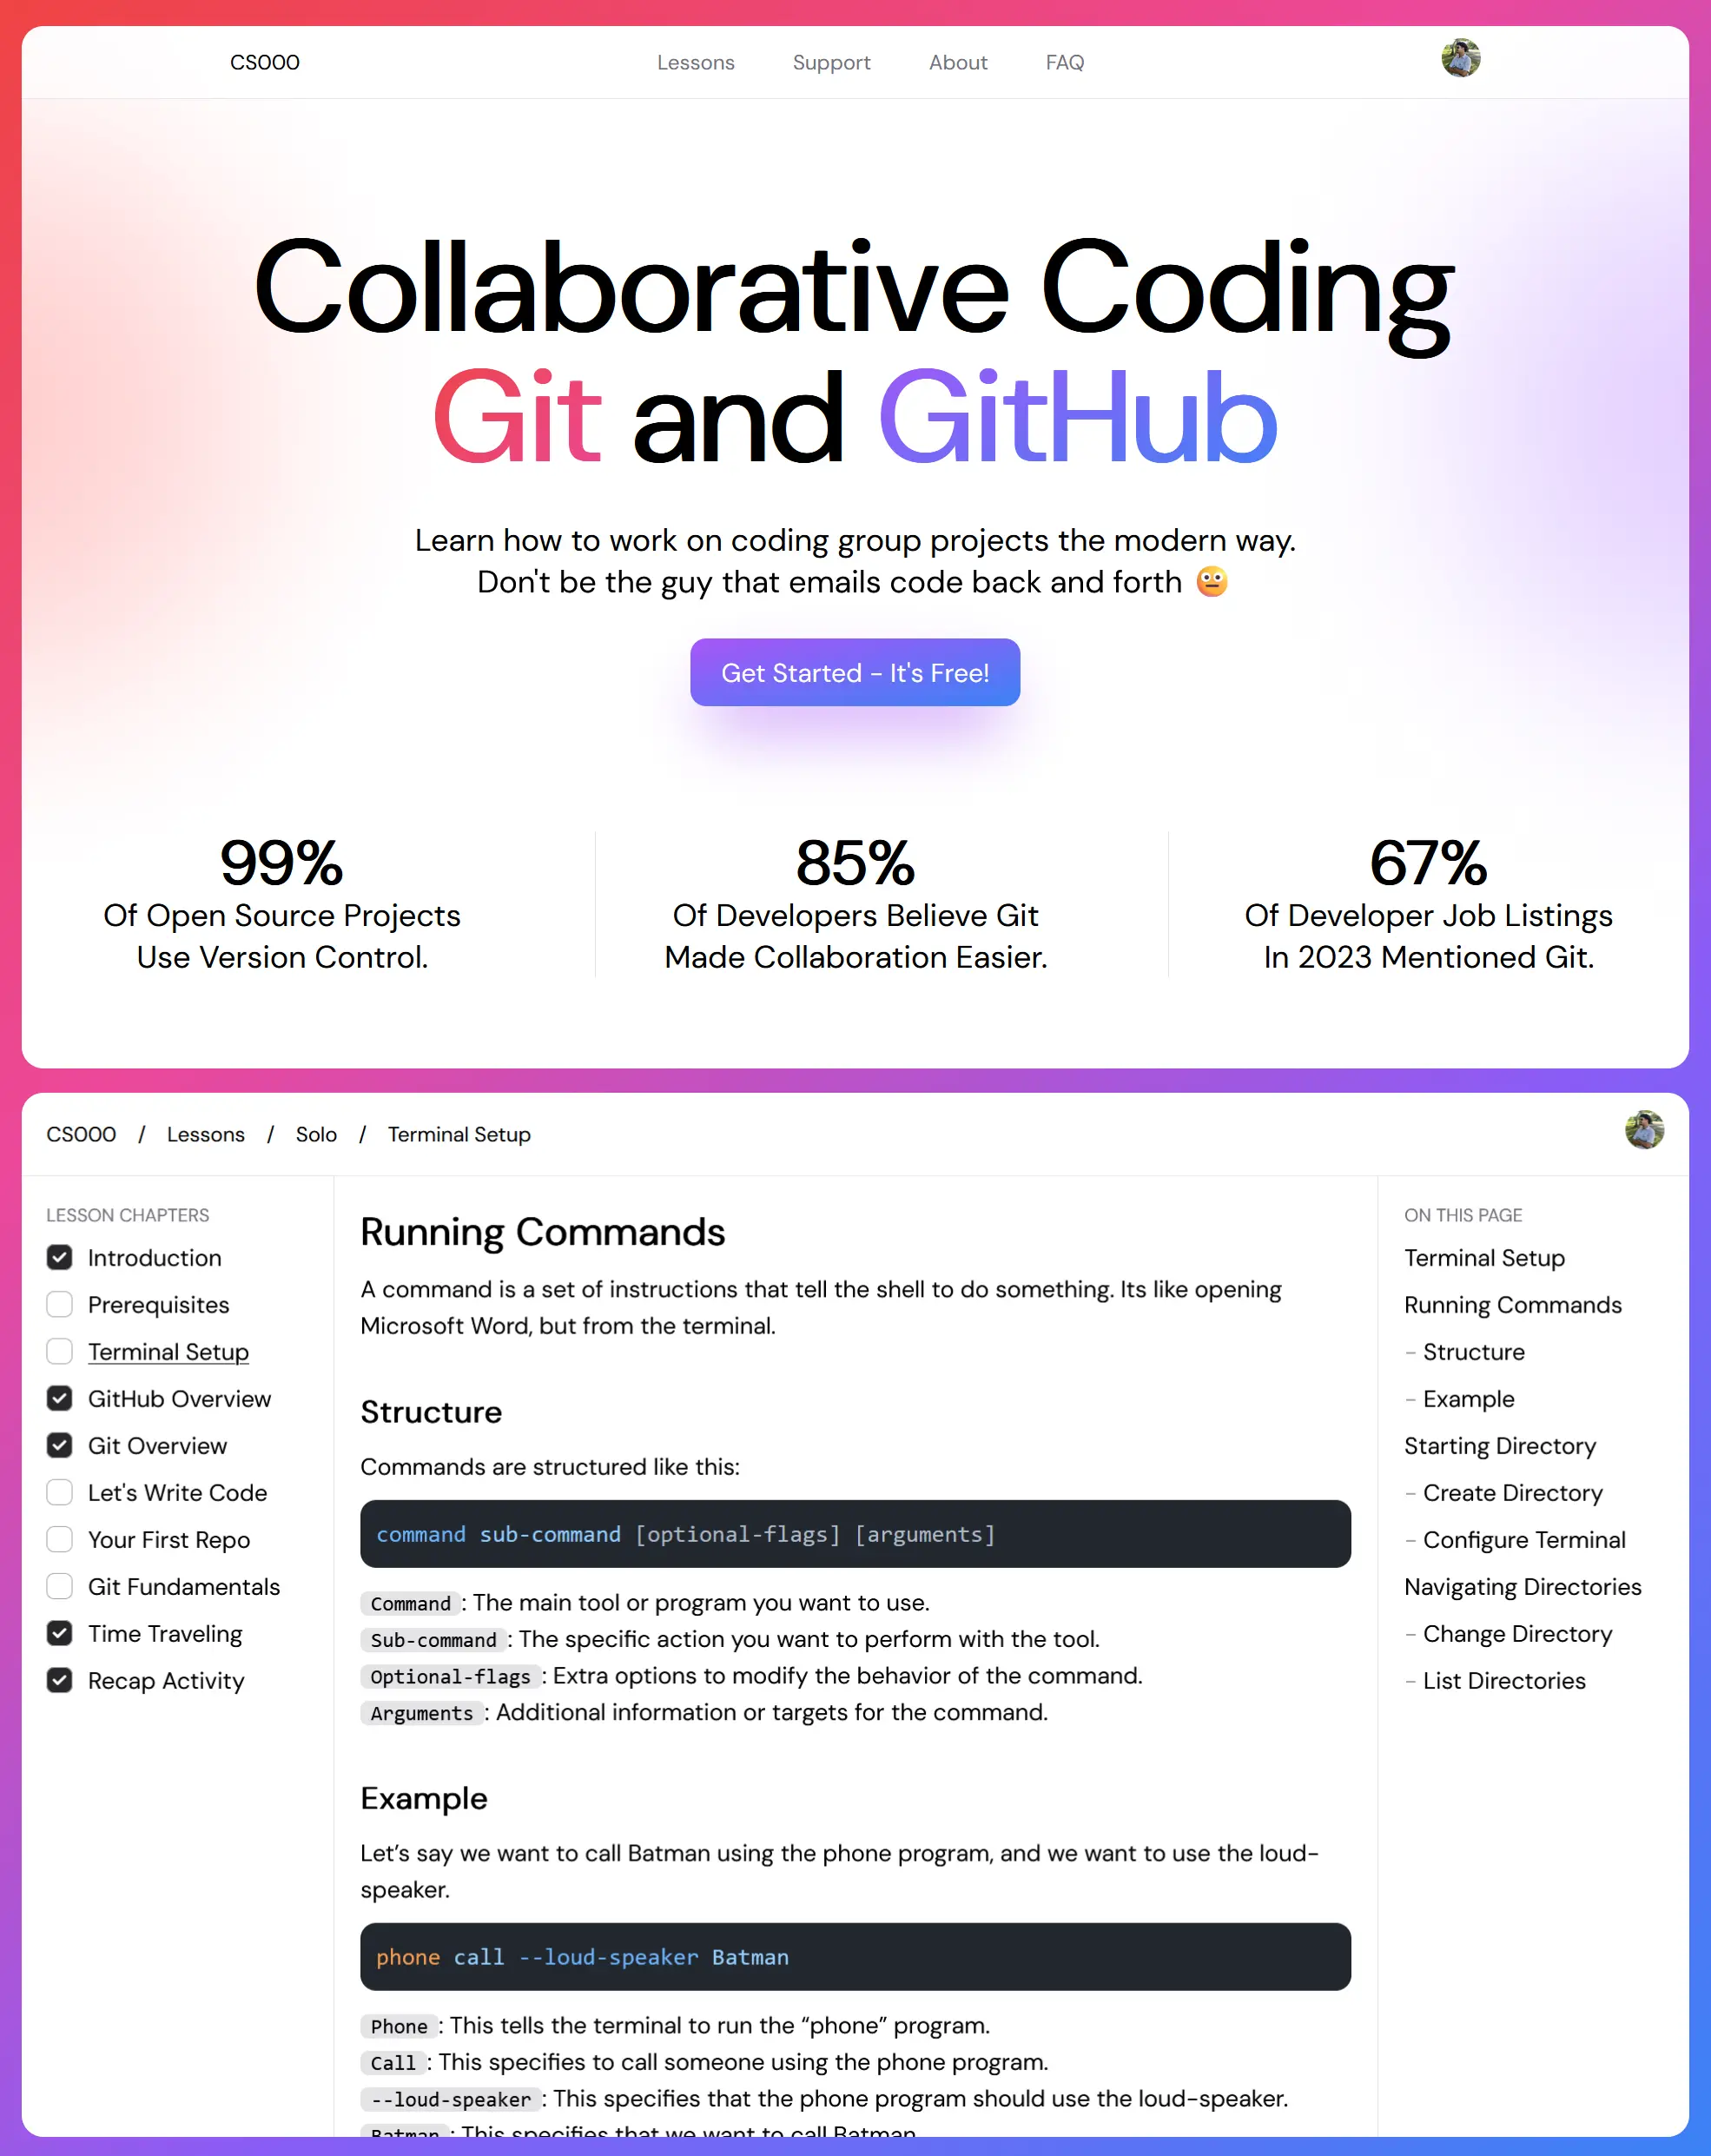 CS000
Lessons Support About FAQ
Collaborative Coding
Git and GitHub
Learn how to work on coding group projects the modern way.
Don't be the guy that emails code back and forth 😐
Get Started - It's Free!
99%
Of Open Source Projects
Use Version Control.
85%
Of Developers Believe Git
Made Collaboration Easier.
67%
Of Developer Job Listings
In 2023 Mentioned Git.
CS000 / Lessons / Solo / Terminal Setup
LESSON CHAPTERS
Introduction
Prerequisites
Terminal Setup
GitHub Overview
Git Overview
Let's Write Code
Your First Repo
Git Fundamentals
Time Traveling
Recap Activity
Running Commands
A command is a set of instructions that tell the shell to do something. Its like opening
Microsoft Word, but from the terminal.
Structure
Commands are structured like this:
command sub-command [optional-flags] [arguments]
Command : The main tool or program you want to use.
Sub-command : The specific action you want to perform with the tool.
Optional-flags : Extra options to modify the behavior of the command.
Arguments : Additional information or targets for the command.
Example
Let’s say we want to call Batman using the phone program, and we want to use the loud-
speaker.
phone call --loud-speaker Batman
Phone : This tells the terminal to run the “phone” program.
Call : This specifies to call someone using the phone program.
--loud-speaker : This specifies that the phone program should use the loud-speaker.
Batman : This specifies that we want to call Batman
ON THIS PAGE
Terminal Setup
Running Commands
- Structure
- Example
Starting Directory
- Create Directory
- Configure Terminal
Navigating Directories
- Change Directory
- List Directories